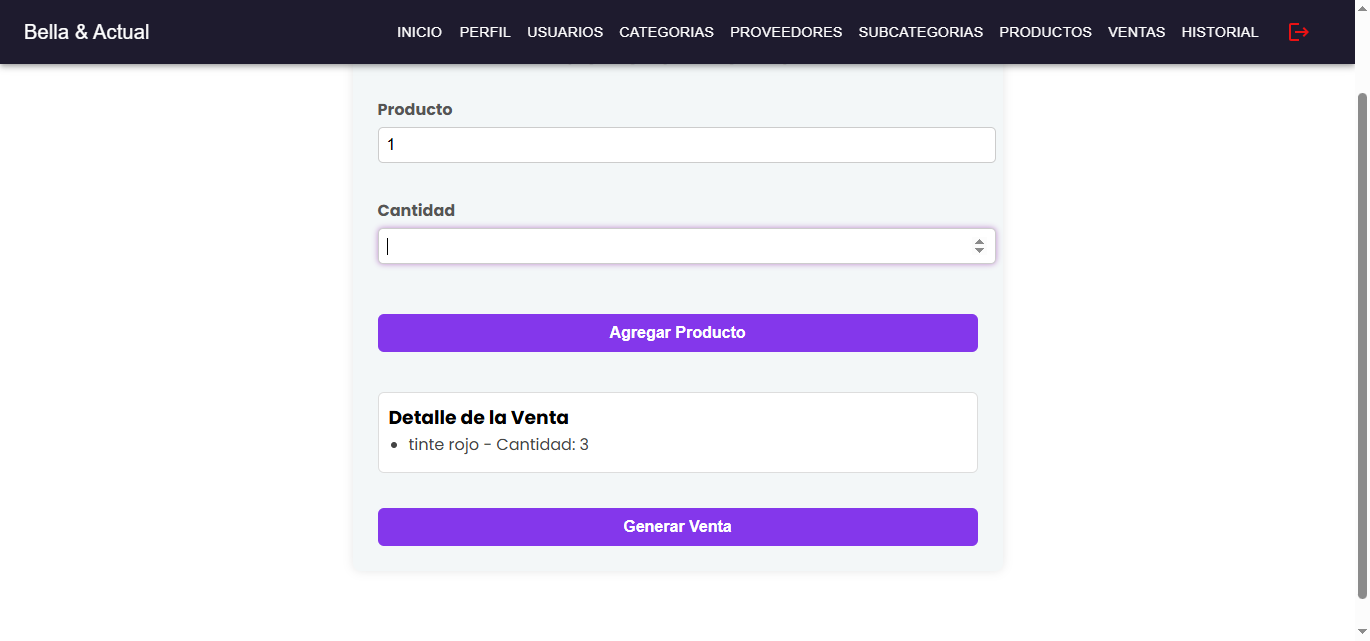 Bella & Actual
INICIO PERFIL USUARIOS CATEGORIAS PROVEEDORES SUBCATEGORIAS PRODUCTOS VENTAS HISTORIAL
Producto
1
Cantidad
Agregar Producto
Detalle de la Venta
tinte rojo - Cantidad: 3
Generar Venta